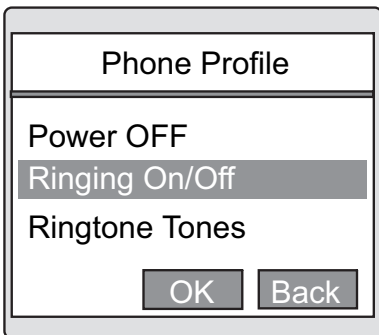 Phone Profile
Power OFF
Ringing On/Off
Ringtone Tones
OK Back